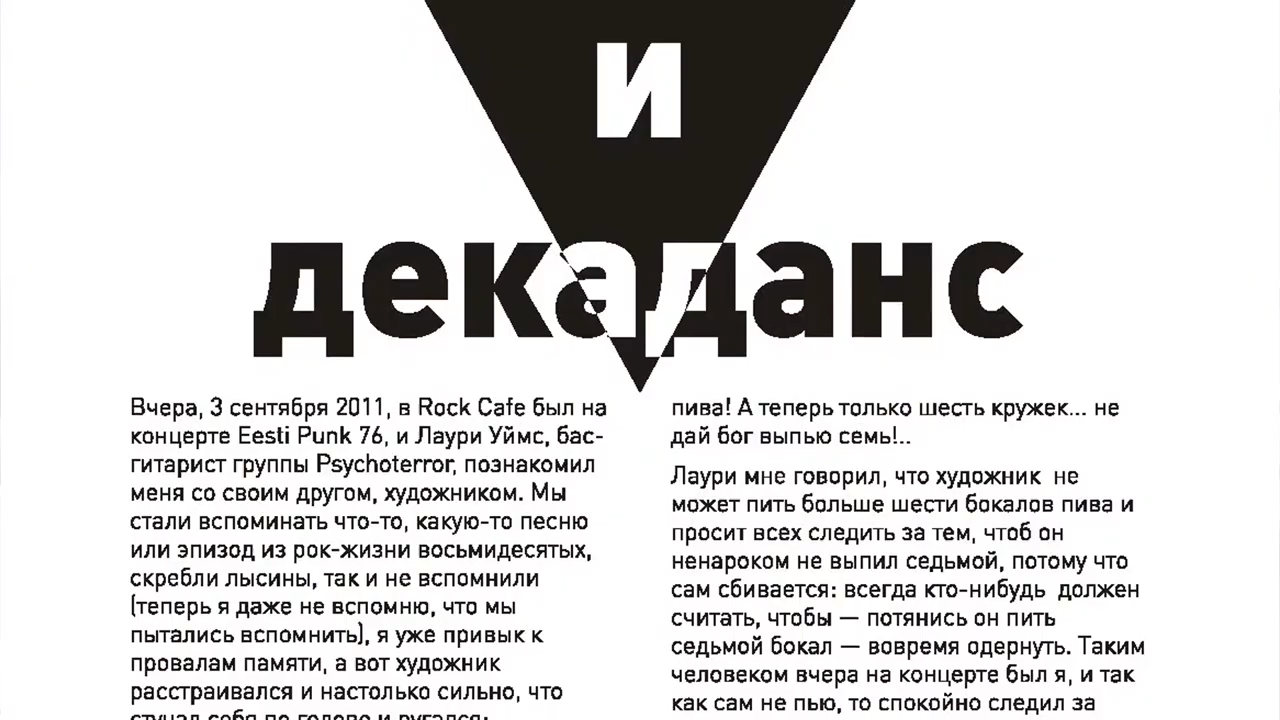 и
декаданс
Вчера, 3 сентября 2011, в Rock Cafe был на
концерте Eesti Punk 76, и Лаури Уймс, бас-
гитарист группы Psychoterror, познакомил
меня со своим другом, художником. Мы
стали вспоминать что-то, какую-то песню
или эпизод из рок-жизни восьмидесятых,
скребли лысины, так и не вспомнили
(теперь я даже не вспомню, что мы
пытались вспомнить), я уже привык к
провалам памяти, а вот художник
расстраивался и настолько сильно, что
стучал себя по голове и ругался:
пива! А теперь только шесть кружек... не
дай бог выпью семь!..
Лаури мне говорил, что художник не
может пить больше шести бокалов пива и
просит всех следить за тем, чтоб он
ненароком не выпил седьмой, потому что
сам сбивается: всегда кто-нибудь должен
считать, чтобы — потянись он пить
седьмой бокал — вовремя одернуть. Таким
человеком вчера на концерте был я, и так
как сам не пью, то спокойно следил за